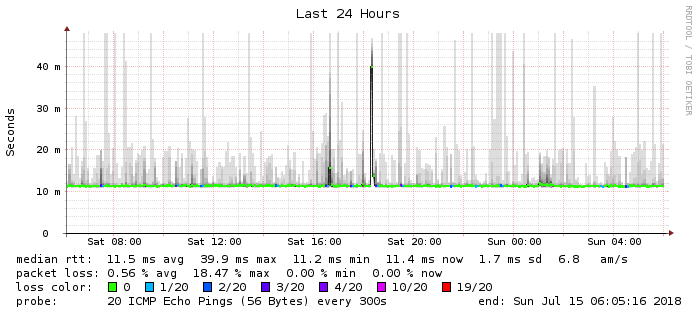 Last 24 Hours
RRDTOOL / TOBI OETIKER
Seconds
40 m
30 m
20 m
10 m
0
Sat 08:00 Sat 12:00 Sat 16:00 Sat 20:00 Sun 00:00 Sun 04:00
median rtt: 11.5 ms avg 39.9 ms max 11.2 ms min 11.4 ms now 1.7 ms sd 6.8 am/s
packet loss: 0.56 % avg 18.47 % max 0.00 % min 0.00 % now
loss color: 0 1/20 2/20 3/20 4/20 10/20 19/20
probe: 20 ICMP Echo Pings (56 Bytes) every 300s end: Sun Jul 15 06:05:16 2018